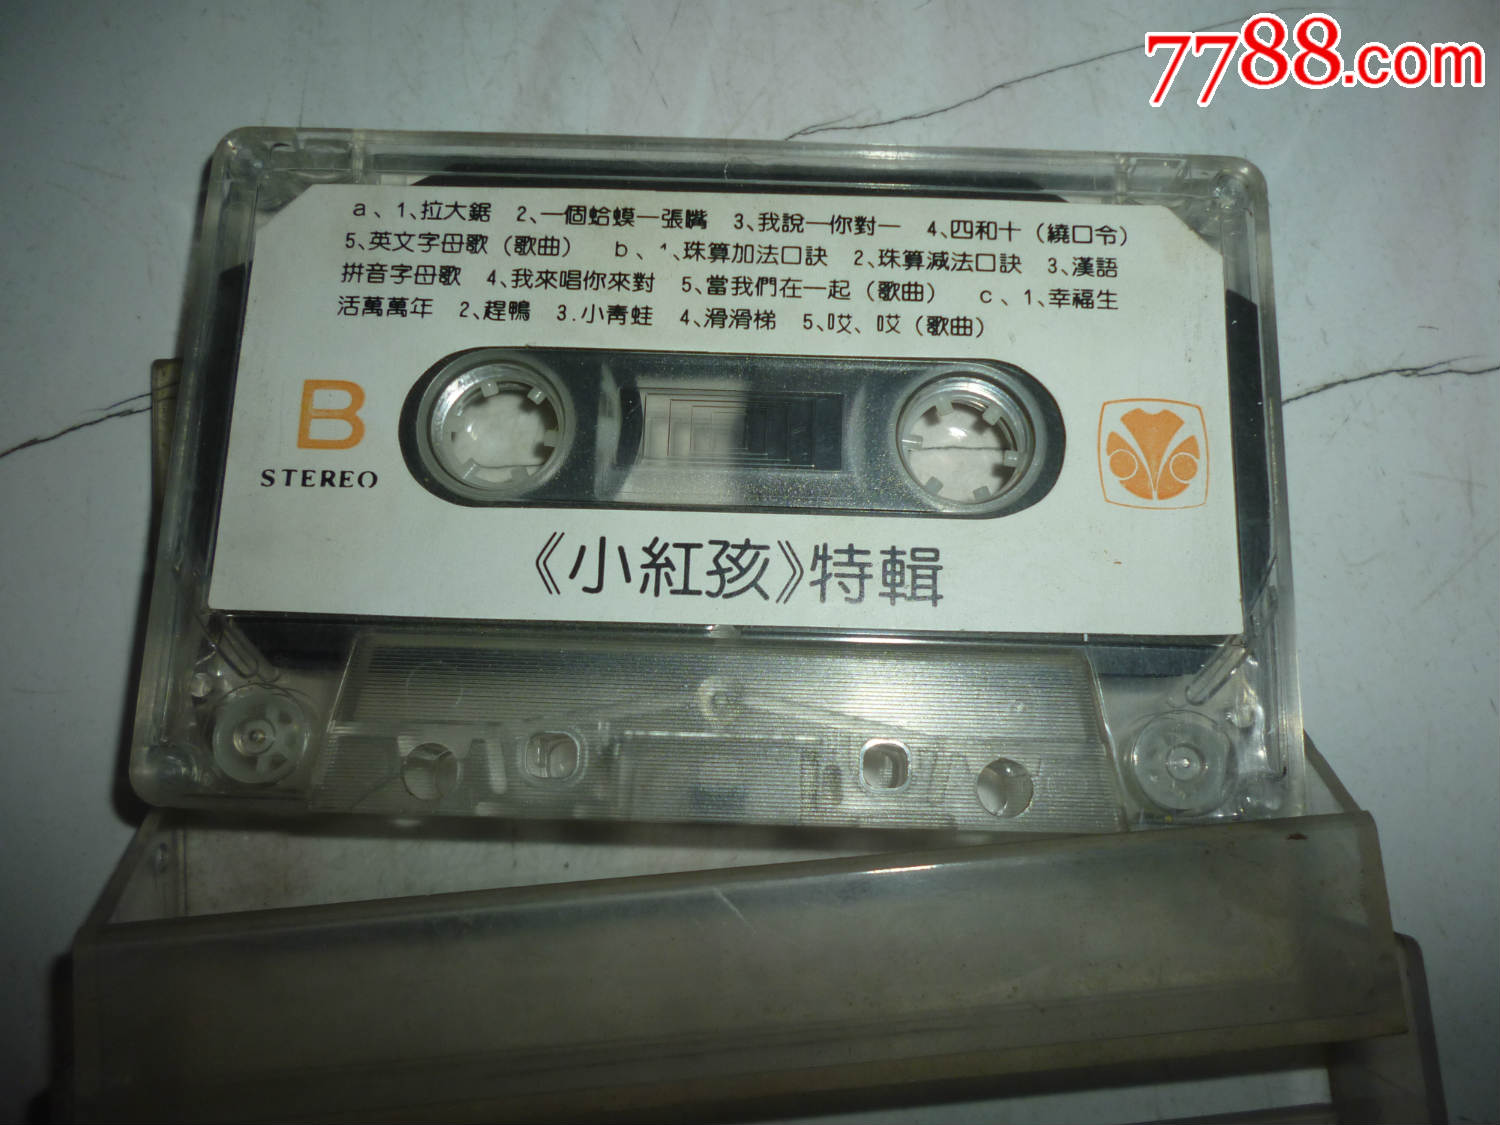 7788.com
a、1、拉大鋸 2、一個蛤蟆一張嘴 3、我說一你對一 4、四和十（繞口令）
5、英文字母歌（歌曲） b、1、珠算加法口訣 2、珠算減法口訣 3、漢語
拼音字母歌 4、我來唱你來對 5、當我們在一起（歌曲） c、1、幸福生
活萬萬年 2、趕鴨 3.小青蛙 4、滑滑梯 5、哎、哎（歌曲）
B
STEREO
《小紅孩》特輯